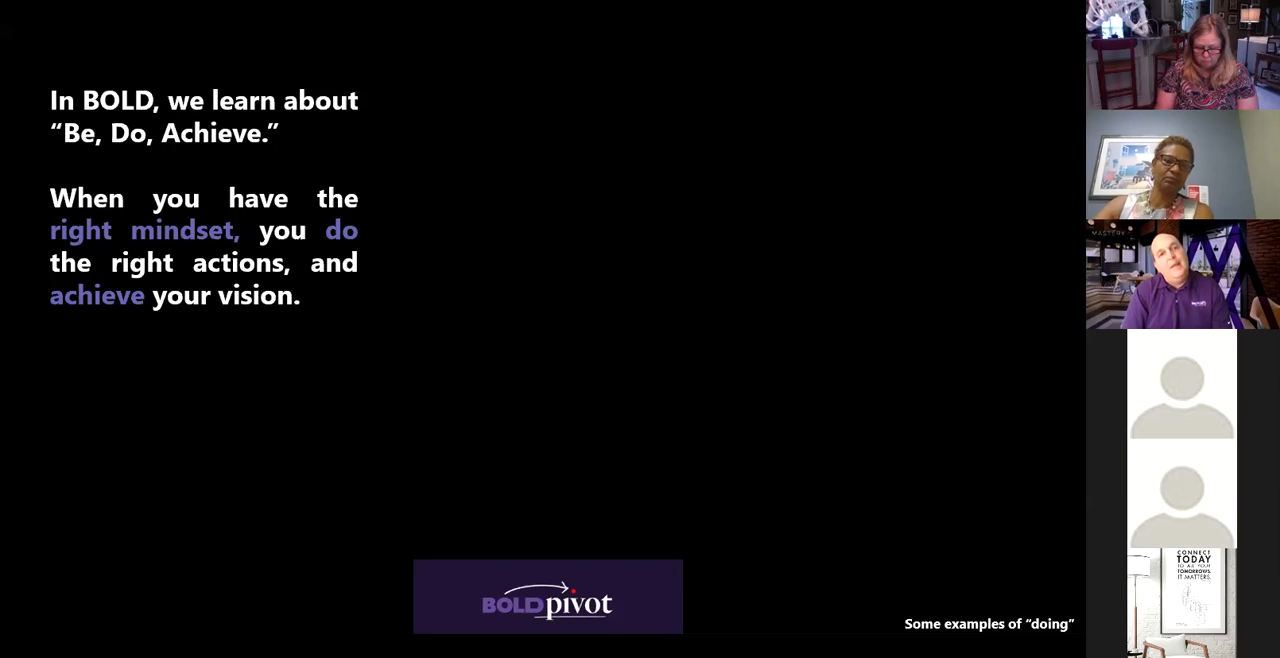 In BOLD, we learn about
“Be, Do, Achieve.”
When you have the
right mindset, you do
the right actions, and
achieve your vision.
BOLDpivot
Some examples of “doing”
MASTERY
CONNECT
TODAY
TOMORROWS.
IT MATTERS.